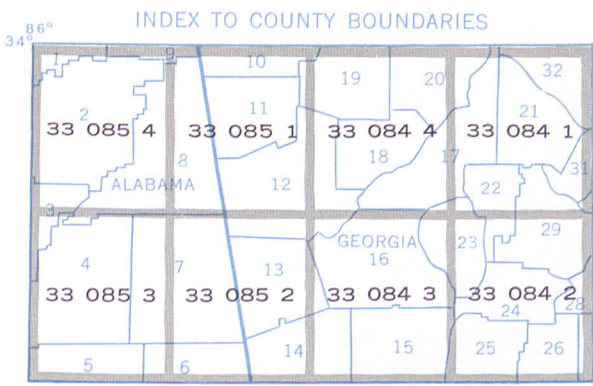 INDEX TO COUNTY BOUNDARIES
86°
34°
1 9 10 19 20 32
2 11 21
33 085 4 33 085 1 33 084 4 33 084 1
8 18 17 31
ALABAMA 12 22
3
GEORGIA 23 29
4 7 13 16
33 085 3 33 085 2 33 084 3 33 084 2
24 28
5 6 14 15 25 26